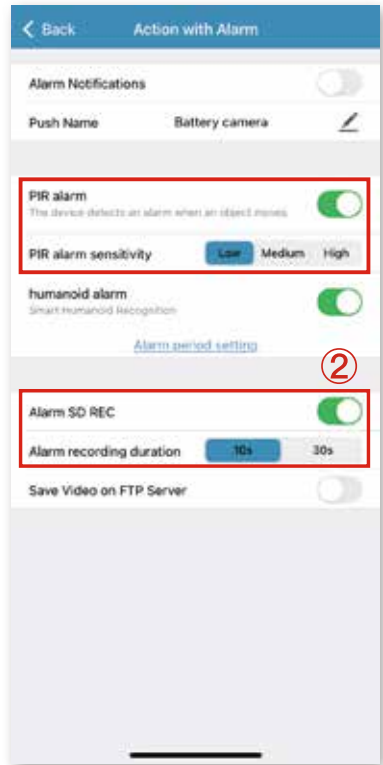 Back Action with Alarm
Alarm Notifications
Push Name Battery camera
PIR alarm
The device detects an alarm when an object moves.
PIR alarm sensitivity Low Medium High
humanoid alarm
Smart Humanoid Recognition
Alarm period setting
②
Alarm SD REC
Alarm recording duration 10s 30s
Save Video on FTP Server